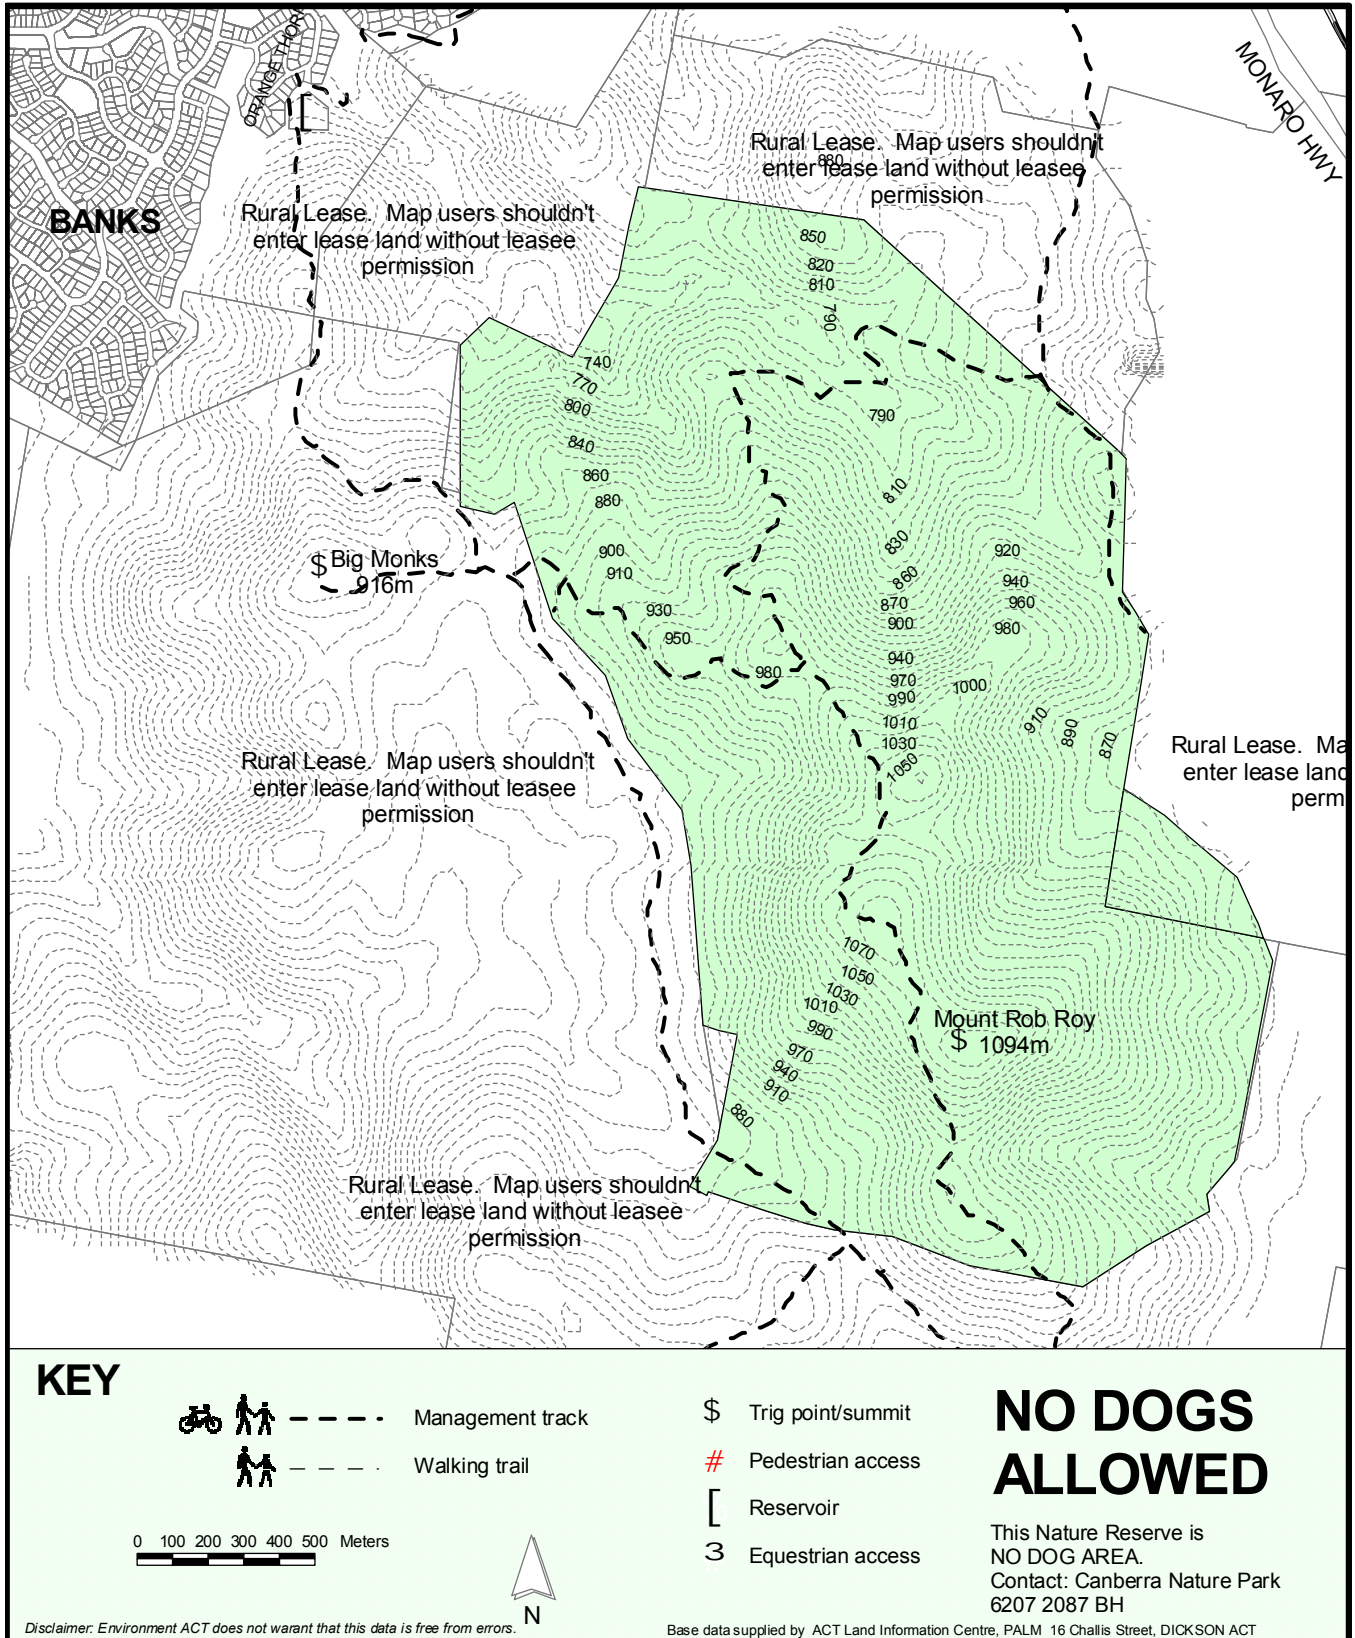 ORANGE THOR
MONARO HWY
BANKS
Rural Lease. Map users shouldn't
enter lease land without leasee
permission
880
Rural Lease. Map users shouldn't
enter lease land without leasee
permission
850
820
810
790
740
770
800
840
860
880
790
810
830
860
870
900
940
970
990
1010
1030
1050
920
940
960
980
1000
910
890
870
900
910
930
950
980
$ Big Monks
916m
Rural Lease. Map users shouldn't
enter lease land without leasee
permission
Rural Lease. Ma
enter lease land
perm
1070
1050
1030
1010
990
970
940
910
880
Mount Rob Roy
$ 1094m
Rural Lease. Map users shouldn't
enter lease land without leasee
permission
KEY
Management track
Walking trail
0 100 200 300 400 500 Meters
N
$ Trig point/summit
# Pedestrian access
[ Reservoir
3 Equestrian access
NO DOGS
ALLOWED
This Nature Reserve is
NO DOG AREA.
Contact: Canberra Nature Park
6207 2087 BH
Disclaimer: Environment ACT does not warant that this data is free from errors.
Base data supplied by ACT Land Information Centre, PALM 16 Challis Street, DICKSON ACT